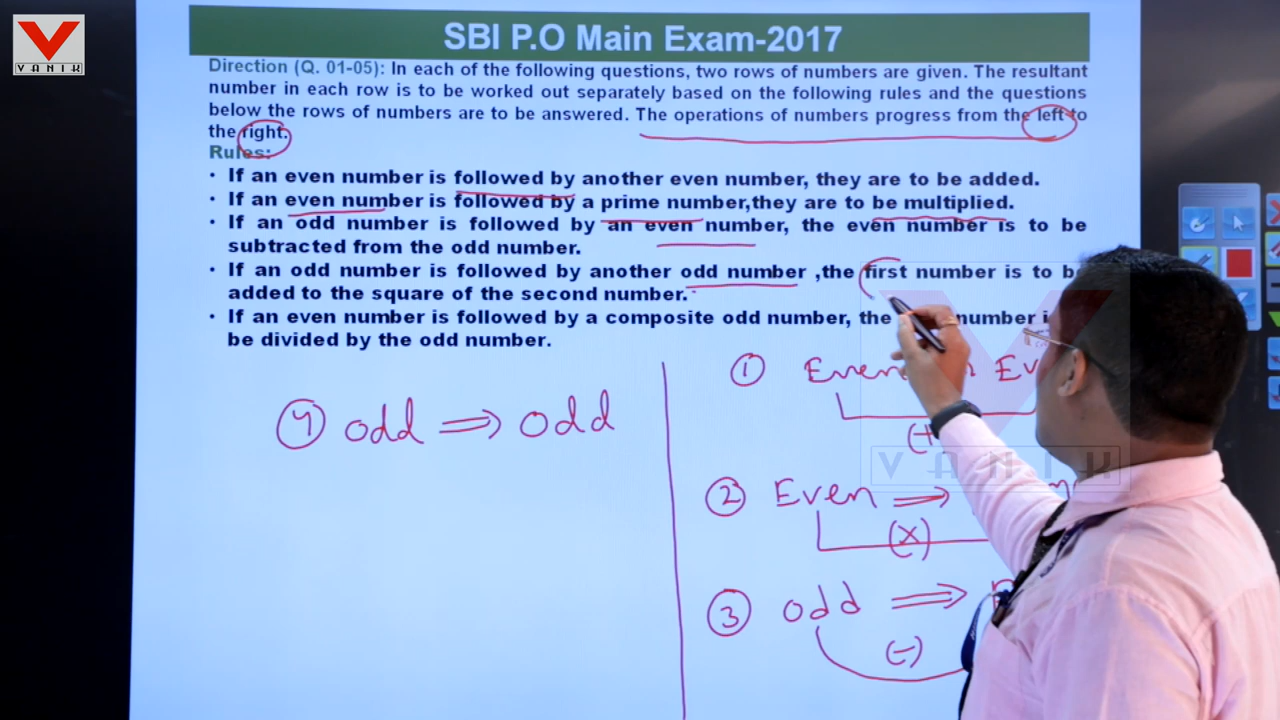 VANIK
SBI P.O Main Exam-2017
Direction (Q. 01-05): In each of the following questions, two rows of numbers are given. The resultant
number in each row is to be worked out separately based on the following rules and the questions
below the rows of numbers are to be answered. The operations of numbers progress from the left to
the right.
Rules:
· If an even number is followed by another even number, they are to be added.
· If an even number is followed by a prime number,they are to be multiplied.
· If an odd number is followed by an even number, the even number is to be
subtracted from the odd number.
· If an odd number is followed by another odd number ,the first number is to b
added to the square of the second number.
· If an even number is followed by a composite odd number, the number i
be divided by the odd number.
4 odd ⇒ odd
1 Even Ev
(+
2 Even ⇒
(×)
3 odd ⇒
(-)
VANIK